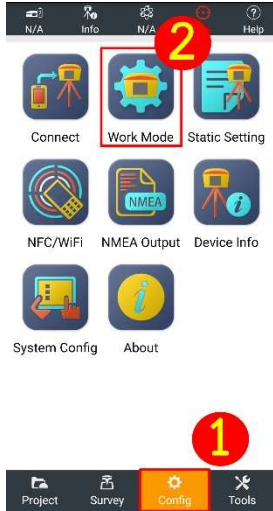 N/A Info N/A Help
2
Connect Work Mode Static Setting
NMEA
NFC/WiFi NMEA Output Device Info
System Config About
1
Project Survey Config Tools